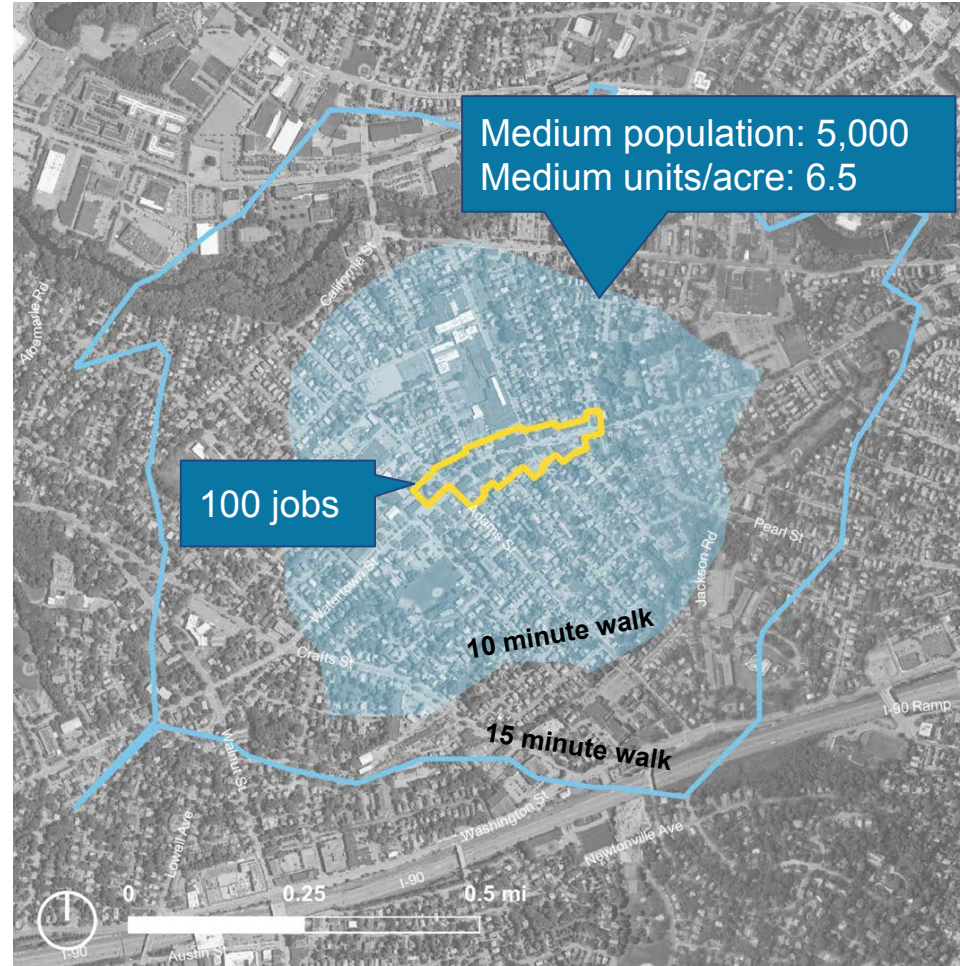 Medium population: 5,000
Medium units/acre: 6.5
California St
Albemarle Rd
100 jobs
Adams St
Pearl St
Jackson Rd
Watertown St
10 minute walk
Crafts St
I-90 Ramp
15 minute walk
Walnut St
Washington St
Newtonville Ave
Lowell Ave
I-90
0 0.25 0.5 mi
I-90
Austin St